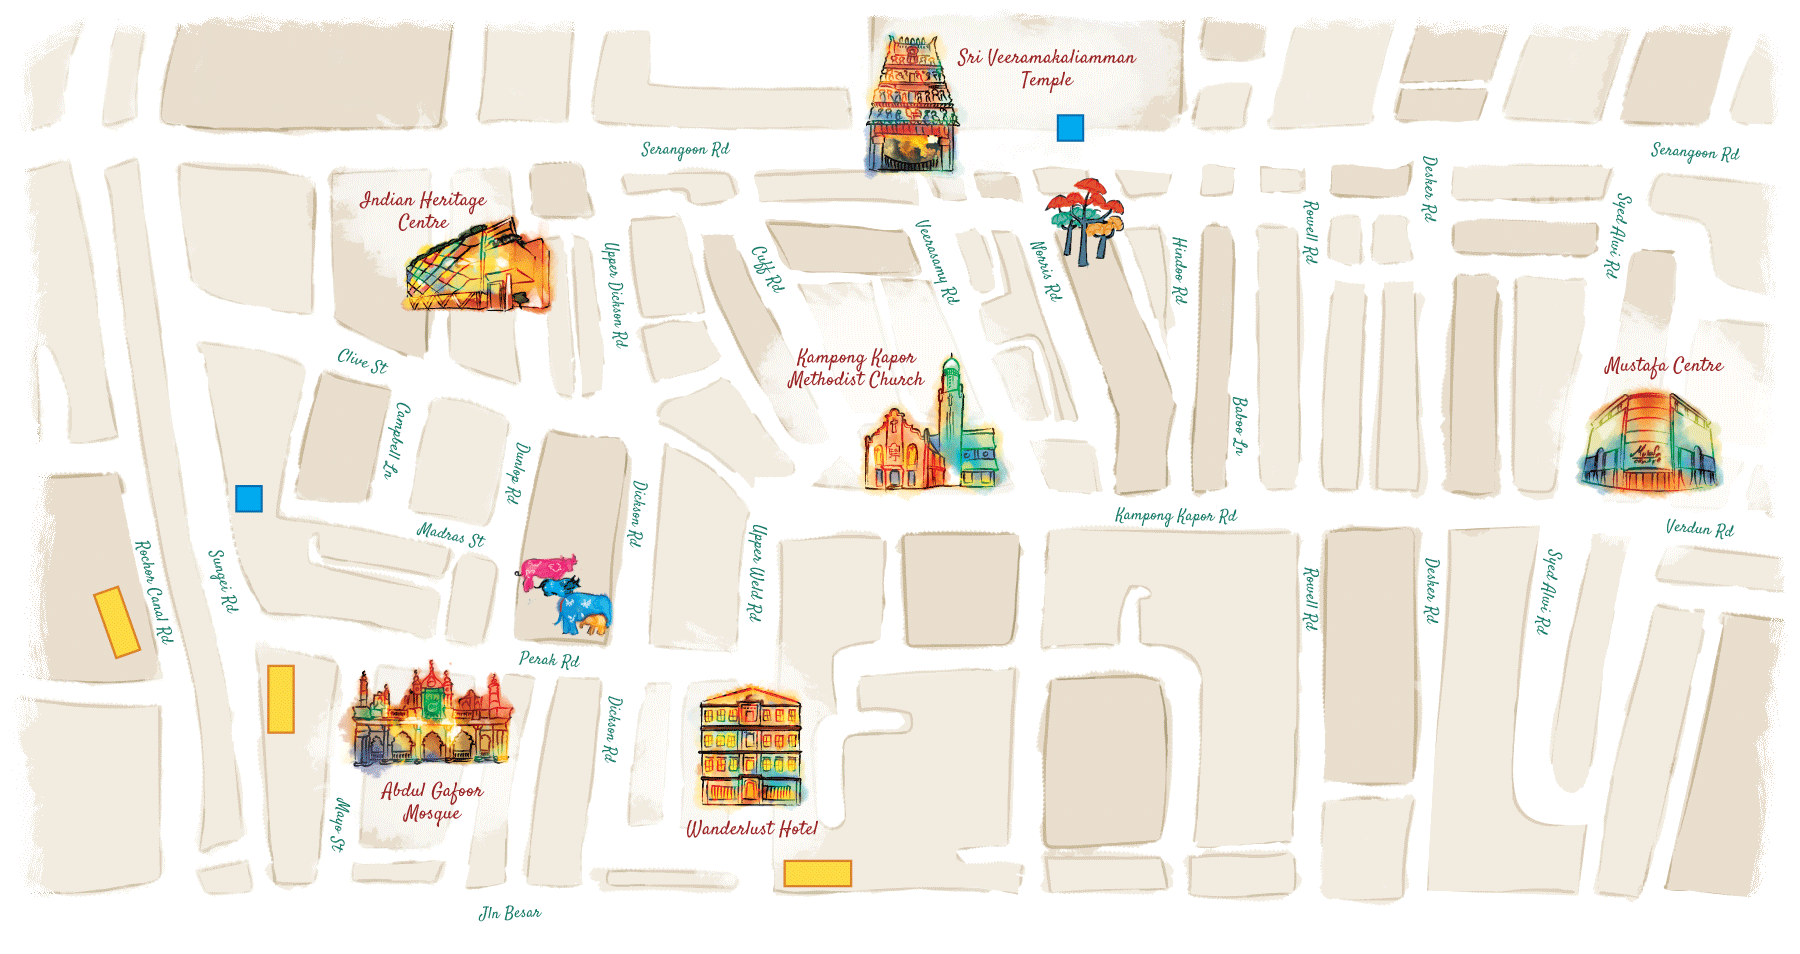 Sri Veeramakaliamman
Temple
Serangoon Rd
Serangoon Rd
Indian Heritage
Centre
Desker Rd
Syed Alwi Rd
Rowell Rd
Upper Dickson Rd
Cuff Rd
Veerasamy Rd
Norris Rd
Hindoo Rd
Clive St
Kampong Kapor
Methodist Church
Mustafa Centre
Campbell Ln
Baboo Ln
Dunlop Rd
Dickson Rd
Madras St
Kampong Kapor Rd
Verdun Rd
Rochor Canal Rd
Sungei Rd
Upper Weld Rd
Rowell Rd
Desker Rd
Syed Alwi Rd
Perak Rd
Dickson Rd
Abdul Gafoor
Mosque
Mayo St
Wanderlust Hotel
Jln Besar